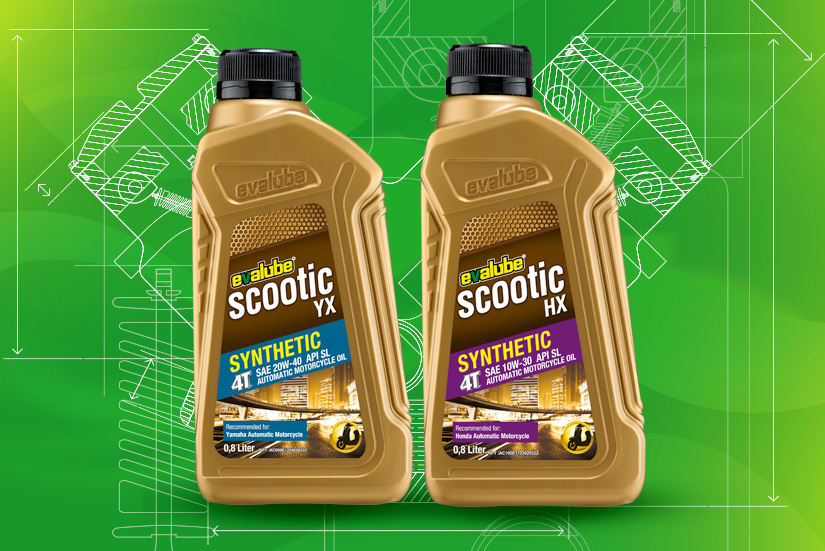 evalube
evalube
scootic
YX
SYNTHETIC
4T SAE 20W-40 API SL
AUTOMATIC MOTORCYCLE OIL
Recommended for:
Yamaha Automatic Motorcycle
0,8 Liter
evalube
evalube
scootic
HX
SYNTHETIC
4T SAE 10W-30 API SL
AUTOMATIC MOTORCYCLE OIL
Recommended for:
Honda Automatic Motorcycle
0,8 Liter